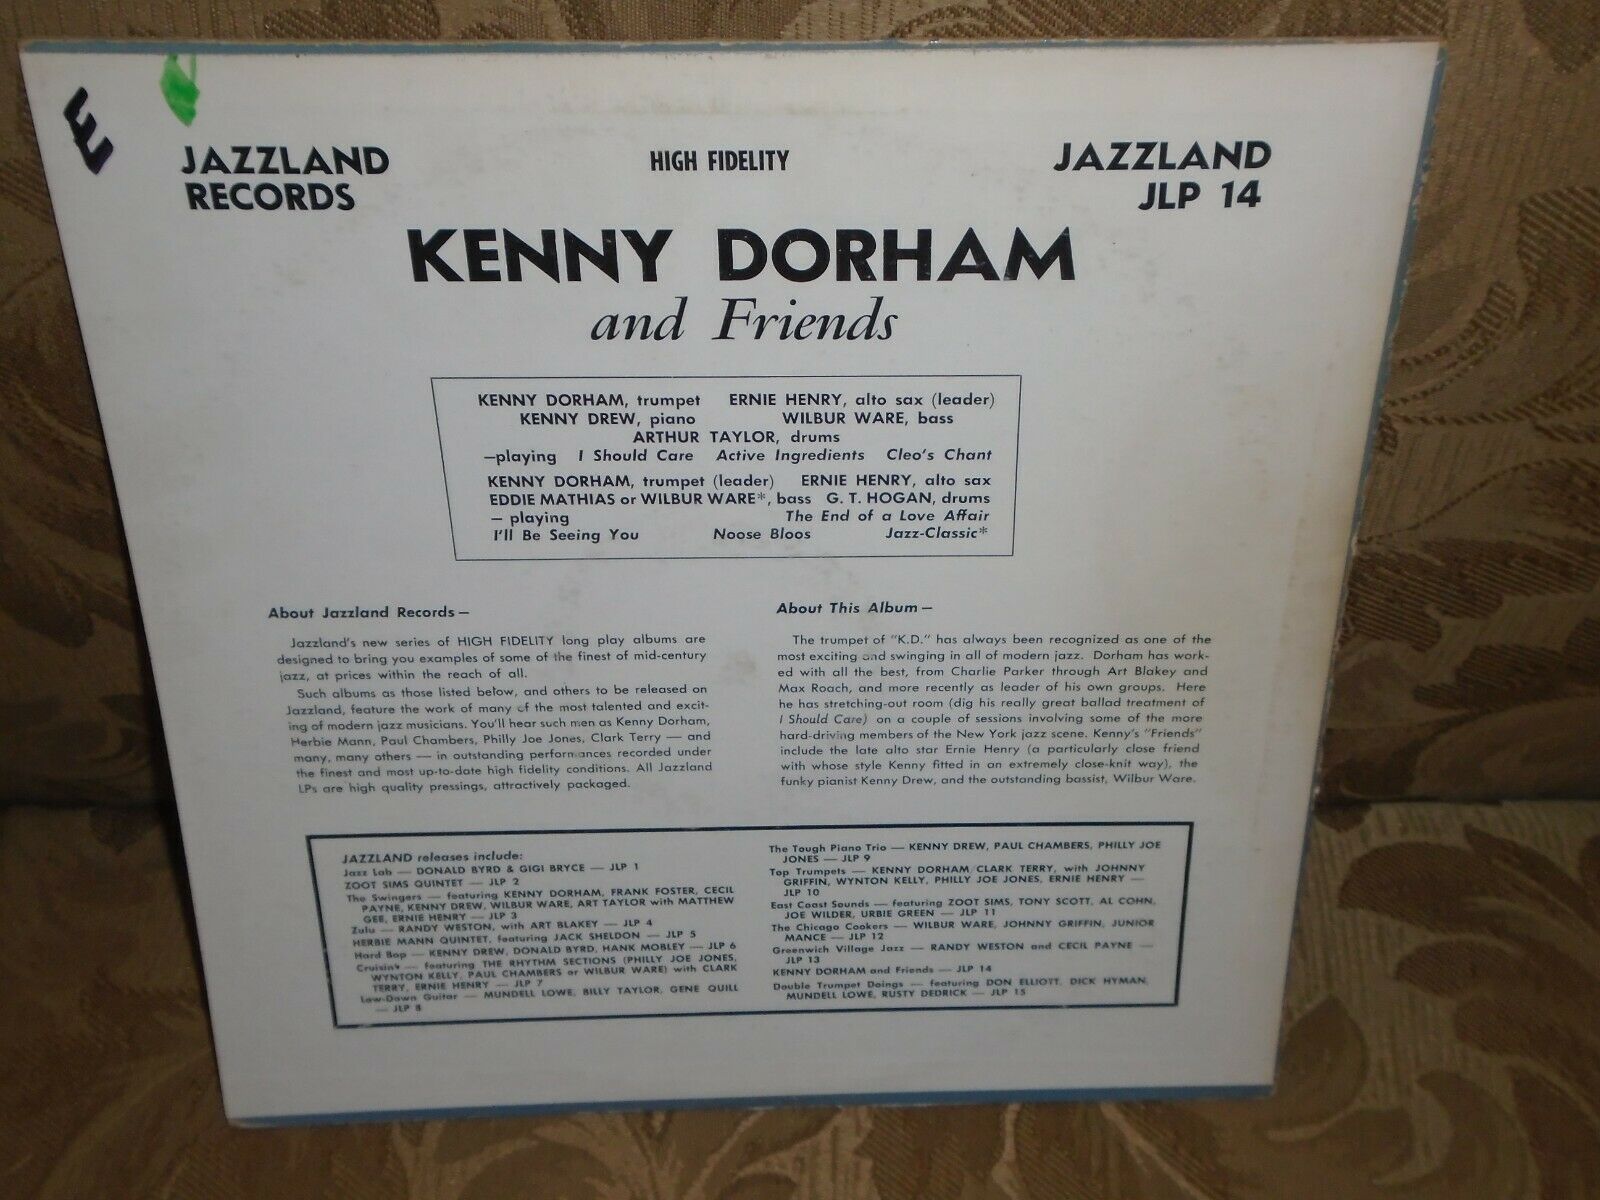 JAZZLAND
RECORDS
HIGH FIDELITY
JAZZLAND
JLP 14
KENNY DORHAM
and Friends
KENNY DORHAM, trumpet ERNIE HENRY, alto sax (leader)
KENNY DREW, piano WILBUR WARE, bass
ARTHUR TAYLOR, drums
—playing I Should Care Active Ingredients Cleo's Chant
KENNY DORHAM, trumpet (leader) ERNIE HENRY, alto sax
EDDIE MATHIAS or WILBUR WARE*, bass G. T. HOGAN, drums
— playing The End of a Love Affair
I'll Be Seeing You Noose Bloos Jazz-Classic*
About Jazzland Records —
Jazzland's new series of HIGH FIDELITY long play albums are
designed to bring you examples of some of the finest of mid-century
jazz, at prices within the reach of all.
Such albums as those listed below, and others to be released on
Jazzland, feature the work of many of the most talented and excit-
ing of modern jazz musicians. You'll hear such men as Kenny Dorham,
Herbie Mann, Paul Chambers, Philly Joe Jones, Clark Terry — and
many, many others — in outstanding performances recorded under
the finest and most up-to-date high fidelity conditions. All Jazzland
LPs are high quality pressings, attractively packaged.
About This Album —
The trumpet of "K.D." has always been recognized as one of the
most exciting and swinging in all of modern jazz. Dorham has work-
ed with all the best, from Charlie Parker through Art Blakey and
Max Roach, and more recently as leader of his own groups. Here
he has stretching-out room (dig his really great ballad treatment of
I Should Care) on a couple of sessions involving some of the more
hard-driving members of the New York jazz scene. Kenny's "Friends"
include the late alto star Ernie Henry (a particularly close friend
with whose style Kenny fitted in an extremely close-knit way), the
funky pianist Kenny Drew, and the outstanding bassist, Wilbur Ware.
JAZZLAND releases include:
Jazz Lab — DONALD BYRD & GIGI BRYCE — JLP 1
ZOOT SIMS QUINTET — JLP 2
The Swingers — featuring KENNY DORHAM, FRANK FOSTER, CECIL
PAYNE, KENNY DREW, WILBUR WARE, ART TAYLOR with MATTHEW
GEE, ERNIE HENRY — JLP 3
Zulu — RANDY WESTON, with ART BLAKEY — JLP 4
HERBIE MANN QUINTET, featuring JACK SHELDON — JLP 5
Hard Bop — KENNY DREW, DONALD BYRD, HANK MOBLEY — JLP 6
Cruisin' — featuring THE RHYTHM SECTIONS (PHILLY JOE JONES,
WYNTON KELLY, PAUL CHAMBERS or WILBUR WARE) with CLARK
TERRY, ERNIE HENRY — JLP 7
Low-Down Guitar — MUNDELL LOWE, BILLY TAYLOR, GENE QUILL
— JLP 8
The Tough Piano Trio — KENNY DREW, PAUL CHAMBERS, PHILLY JOE
JONES — JLP 9
Top Trumpets — KENNY DORHAM/CLARK TERRY, with JOHNNY
GRIFFIN, WYNTON KELLY, PHILLY JOE JONES, ERNIE HENRY —
JLP 10
East Coast Sounds — featuring ZOOT SIMS, TONY SCOTT, AL COHN,
JOE WILDER, URBIE GREEN — JLP 11
The Chicago Cookers — WILBUR WARE, JOHNNY GRIFFIN, JUNIOR
MANCE — JLP 12
Greenwich Village Jazz — RANDY WESTON and CECIL PAYNE —
JLP 13
KENNY DORHAM and Friends — JLP 14
Double Trumpet Doings — featuring DON ELLIOTT, DICK HYMAN,
MUNDELL LOWE, RUSTY DEDRICK — JLP 15